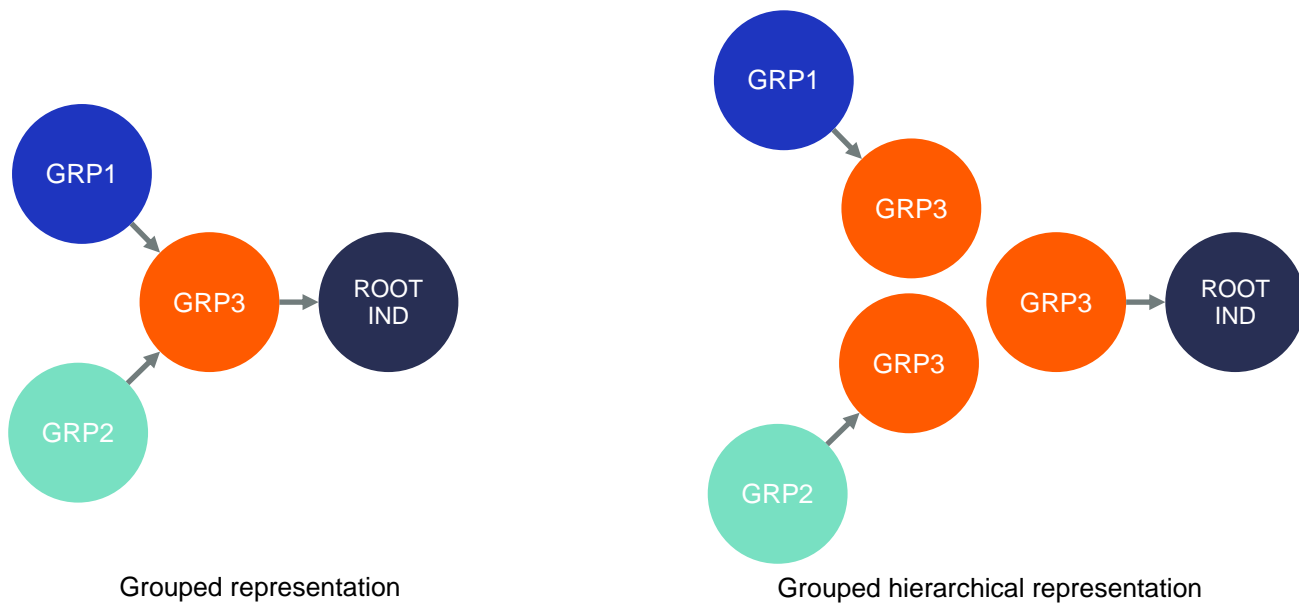 GRP1
GRP3
ROOT
IND
GRP2
Grouped representation
GRP1
GRP3
GRP3
GRP3
ROOT
IND
GRP2
Grouped hierarchical representation